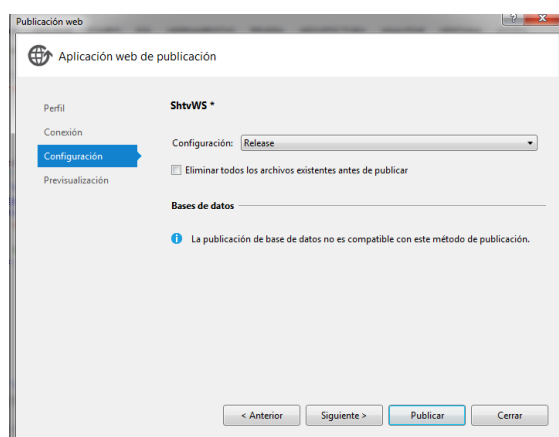 Publicación web
Aplicación web de publicación
Perfil
Conexión
Configuración
Previsualización
ShtvWS *
Configuración: Release
Eliminar todos los archivos existentes antes de publicar
Bases de datos
La publicación de base de datos no es compatible con este método de publicación.
< Anterior
Siguiente >
Publicar
Cerrar